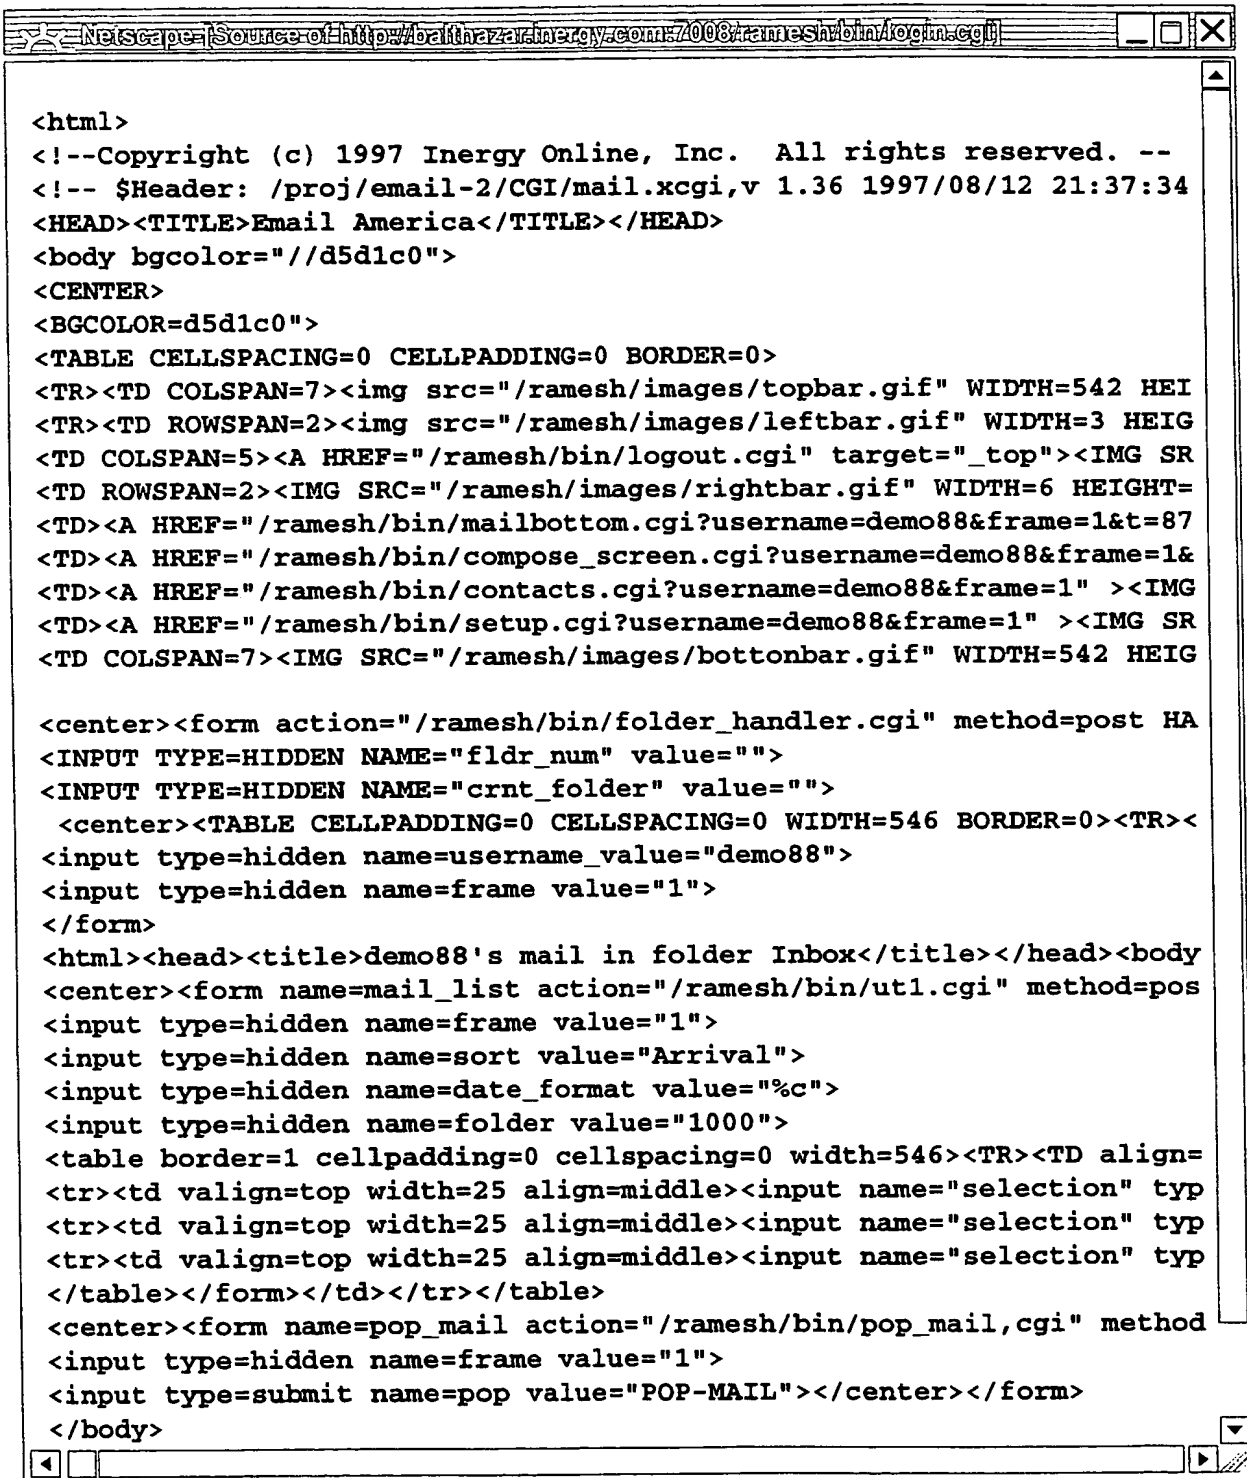 Netscape-[Source of http://balthazar.inergy.com:7008/ramesh/bin/login.cgi]
<html>
<!--Copyright (c) 1997 Inergy Online, Inc.  All rights reserved. --
<!-- $Header: /proj/email-2/CGI/mail.xcgi,v 1.36 1997/08/12 21:37:34
<HEAD><TITLE>Email America</TITLE></HEAD>
<body bgcolor="//d5d1c0">
<CENTER>
<BGCOLOR=d5d1c0">
<TABLE CELLSPACING=0 CELLPADDING=0 BORDER=0>
<TR><TD COLSPAN=7><img src="/ramesh/images/topbar.gif" WIDTH=542 HEI
<TR><TD ROWSPAN=2><img src="/ramesh/images/leftbar.gif" WIDTH=3 HEIG
<TD COLSPAN=5><A HREF="/ramesh/bin/logout.cgi" target="_top"><IMG SR
<TD ROWSPAN=2><IMG SRC="/ramesh/images/rightbar.gif" WIDTH=6 HEIGHT=
<TD><A HREF="/ramesh/bin/mailbottom.cgi?username=demo88&frame=1&t=87
<TD><A HREF="/ramesh/bin/compose_screen.cgi?username=demo88&frame=1&
<TD><A HREF="/ramesh/bin/contacts.cgi?username=demo88&frame=1" ><IMG
<TD><A HREF="/ramesh/bin/setup.cgi?username=demo88&frame=1" ><IMG SR
<TD COLSPAN=7><IMG SRC="/ramesh/images/bottonbar.gif" WIDTH=542 HEIG
<center><form action="/ramesh/bin/folder_handler.cgi" method=post HA
<INPUT TYPE=HIDDEN NAME="fldr_num" value="">
<INPUT TYPE=HIDDEN NAME="crnt_folder" value="">
<center><TABLE CELLPADDING=0 CELLSPACING=0 WIDTH=546 BORDER=0><TR><
<input type=hidden name=username_value="demo88">
<input type=hidden name=frame value="1">
</form>
<html><head><title>demo88's mail in folder Inbox</title></head><body
<center><form name=mail_list action="/ramesh/bin/ut1.cgi" method=pos
<input type=hidden name=frame value="1">
<input type=hidden name=sort value="Arrival">
<input type=hidden name=date_format value="%c">
<input type=hidden name=folder value="1000">
<table border=1 cellpadding=0 cellspacing=0 width=546><TR><TD align=
<tr><td valign=top width=25 align=middle><input name="selection" typ
<tr><td valign=top width=25 align=middle><input name="selection" typ
<tr><td valign=top width=25 align=middle><input name="selection" typ
</table></form></td></tr></table>
<center><form name=pop_mail action="/ramesh/bin/pop_mail,cgi" method
<input type=hidden name=frame value="1">
<input type=submit name=pop value="POP-MAIL"></center></form>
</body>